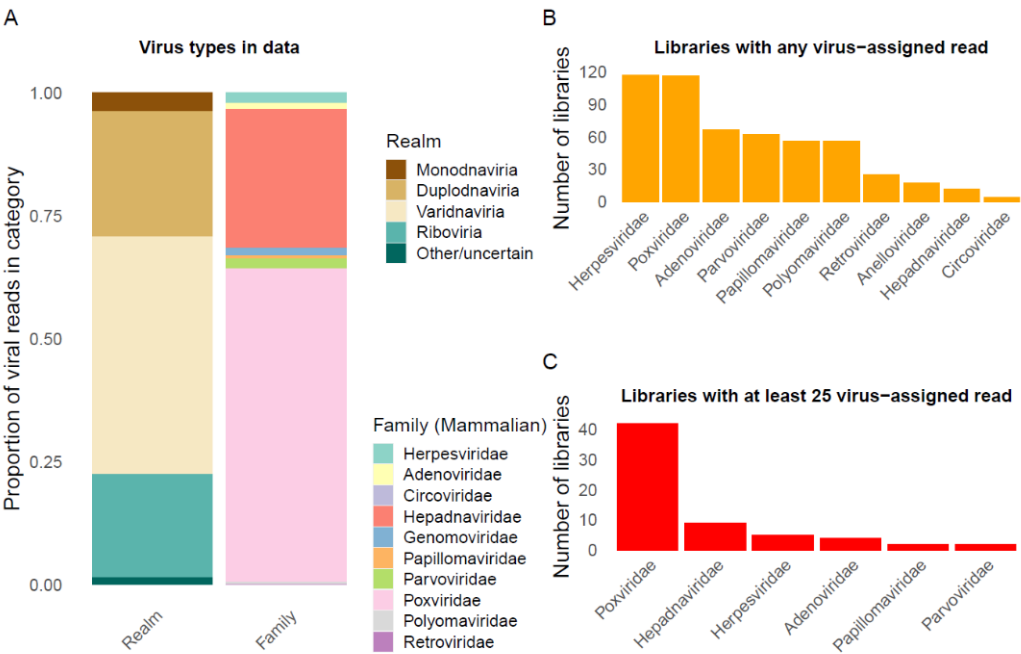 A
Virus types in data
Proportion of viral reads in category
1.00
0.75
0.50
0.25
0.00
Realm
Family
Realm
Monodnaviria
Duplodnaviria
Varidnaviria
Riboviria
Other/uncertain
Family (Mammalian)
Herpesviridae
Adenoviridae
Circoviridae
Hepadnaviridae
Genomoviridae
Papillomaviridae
Parvoviridae
Poxviridae
Polyomaviridae
Retroviridae
B
Libraries with any virus−assigned read
Number of libraries
120
90
60
30
0
Herpesviridae
Poxviridae
Adenoviridae
Parvoviridae
Papillomaviridae
Polyomaviridae
Retroviridae
Anelloviridae
Hepadnaviridae
Circoviridae
C
Libraries with at least 25 virus−assigned read
Number of libraries
40
30
20
10
0
Poxviridae
Hepadnaviridae
Herpesviridae
Adenoviridae
Papillomaviridae
Parvoviridae